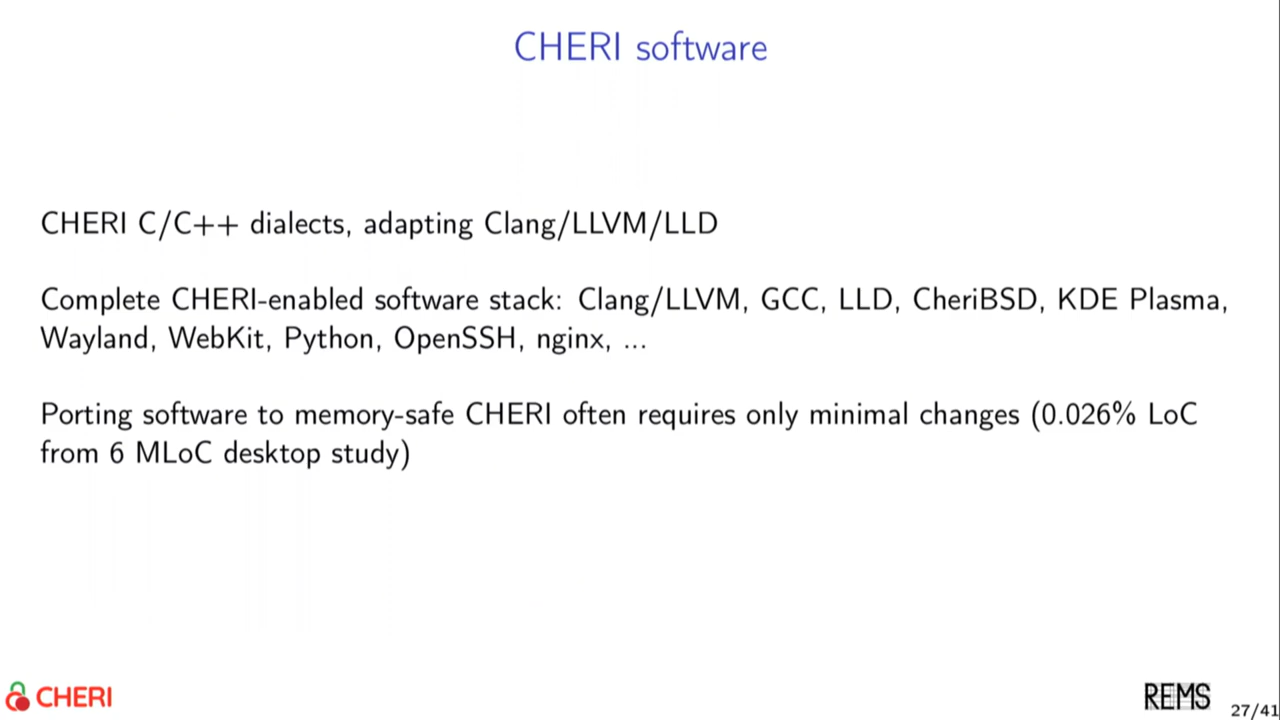 CHERI software
CHERI C/C++ dialects, adapting Clang/LLVM/LLD
Complete CHERI-enabled software stack: Clang/LLVM, GCC, LLD, CheriBSD, KDE Plasma,
Wayland, WebKit, Python, OpenSSH, nginx, ...
Porting software to memory-safe CHERI often requires only minimal changes (0.026% LoC
from 6 MLoC desktop study)
CHERI
REMS
27/41